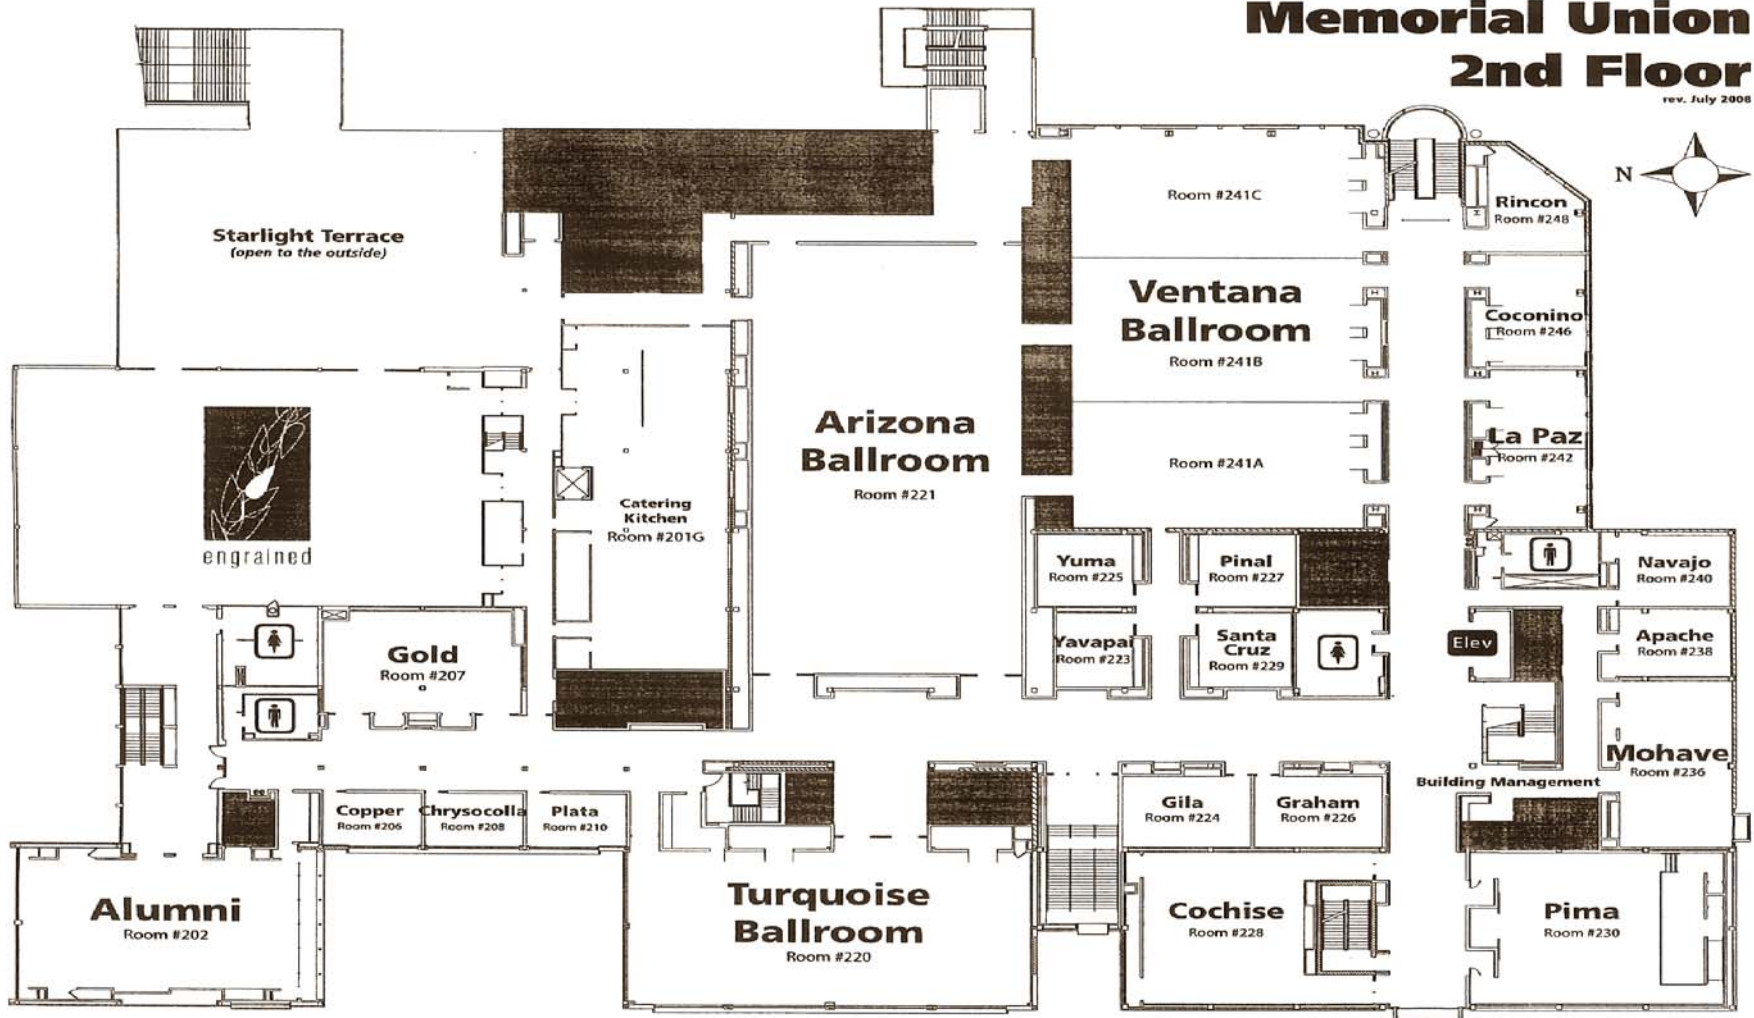 Memorial Union
2nd Floor
rev. July 2008
N
Starlight Terrace
(open to the outside)
Room #241C
Rincon
Room #248
Ventana
Ballroom
Room #241B
Coconino
Room #246
Arizona
Ballroom
Room #221
Room #241A
La Paz
Room #242
engrained
Catering
Kitchen
Room #201G
Yuma
Room #225
Pinal
Room #227
Navajo
Room #240
Gold
Room #207
Yavapai
Room #223
Santa
Cruz
Room #229
Elev
Apache
Room #238
Mohave
Room #236
Building Management
Copper
Room #206
Chrysocolla
Room #208
Plata
Room #210
Gila
Room #224
Graham
Room #226
Alumni
Room #202
Turquoise
Ballroom
Room #220
Cochise
Room #228
Pima
Room #230